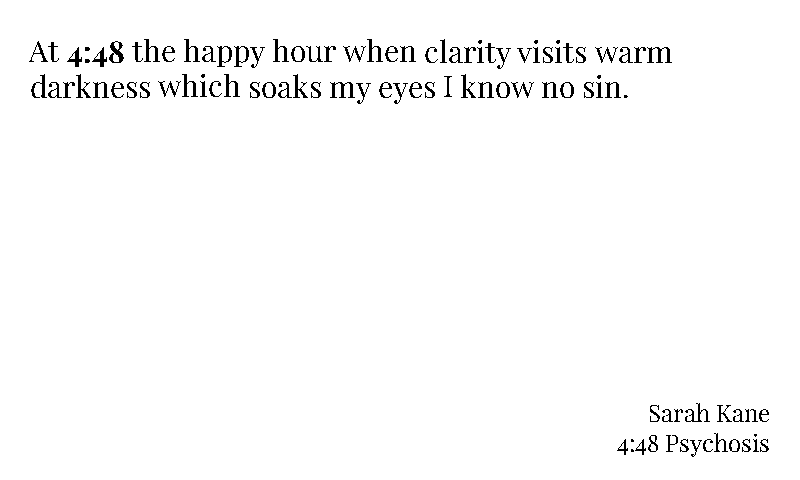 At 4:48 the happy hour when clarity visits warm
darkness which soaks my eyes I know no sin.
Sarah Kane
4:48 Psychosis